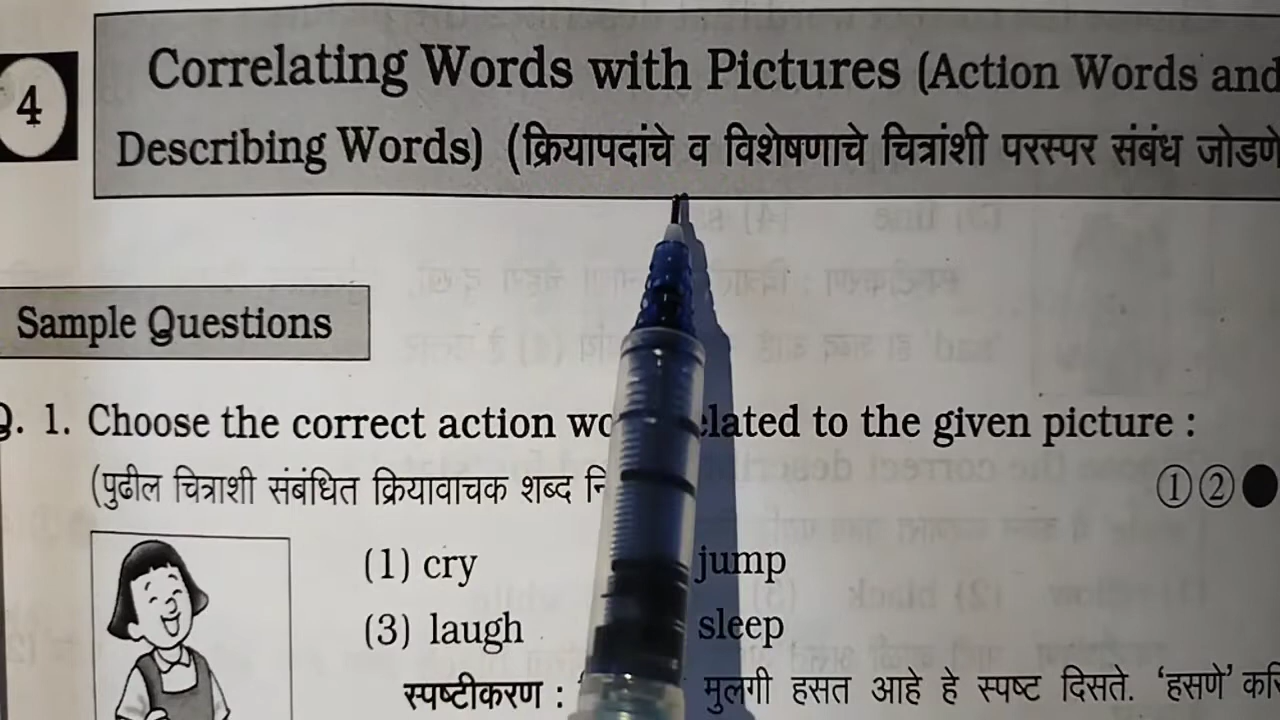 4
Correlating Words with Pictures (Action Words and
Describing Words) (क्रियापदांचे व विशेषणाचे चित्रांशी परस्पर संबंध जोडणे
Sample Questions
Q. 1. Choose the correct action to the given picture :
(पुढील चित्राशी संबंधित क्रियावाचक शब्द ① ②
(1) cry jump
(3) laugh sleep
स्पष्टीकरण : मुलगी हसत आहे हे स्पष्ट दिसते. 'हसणे'